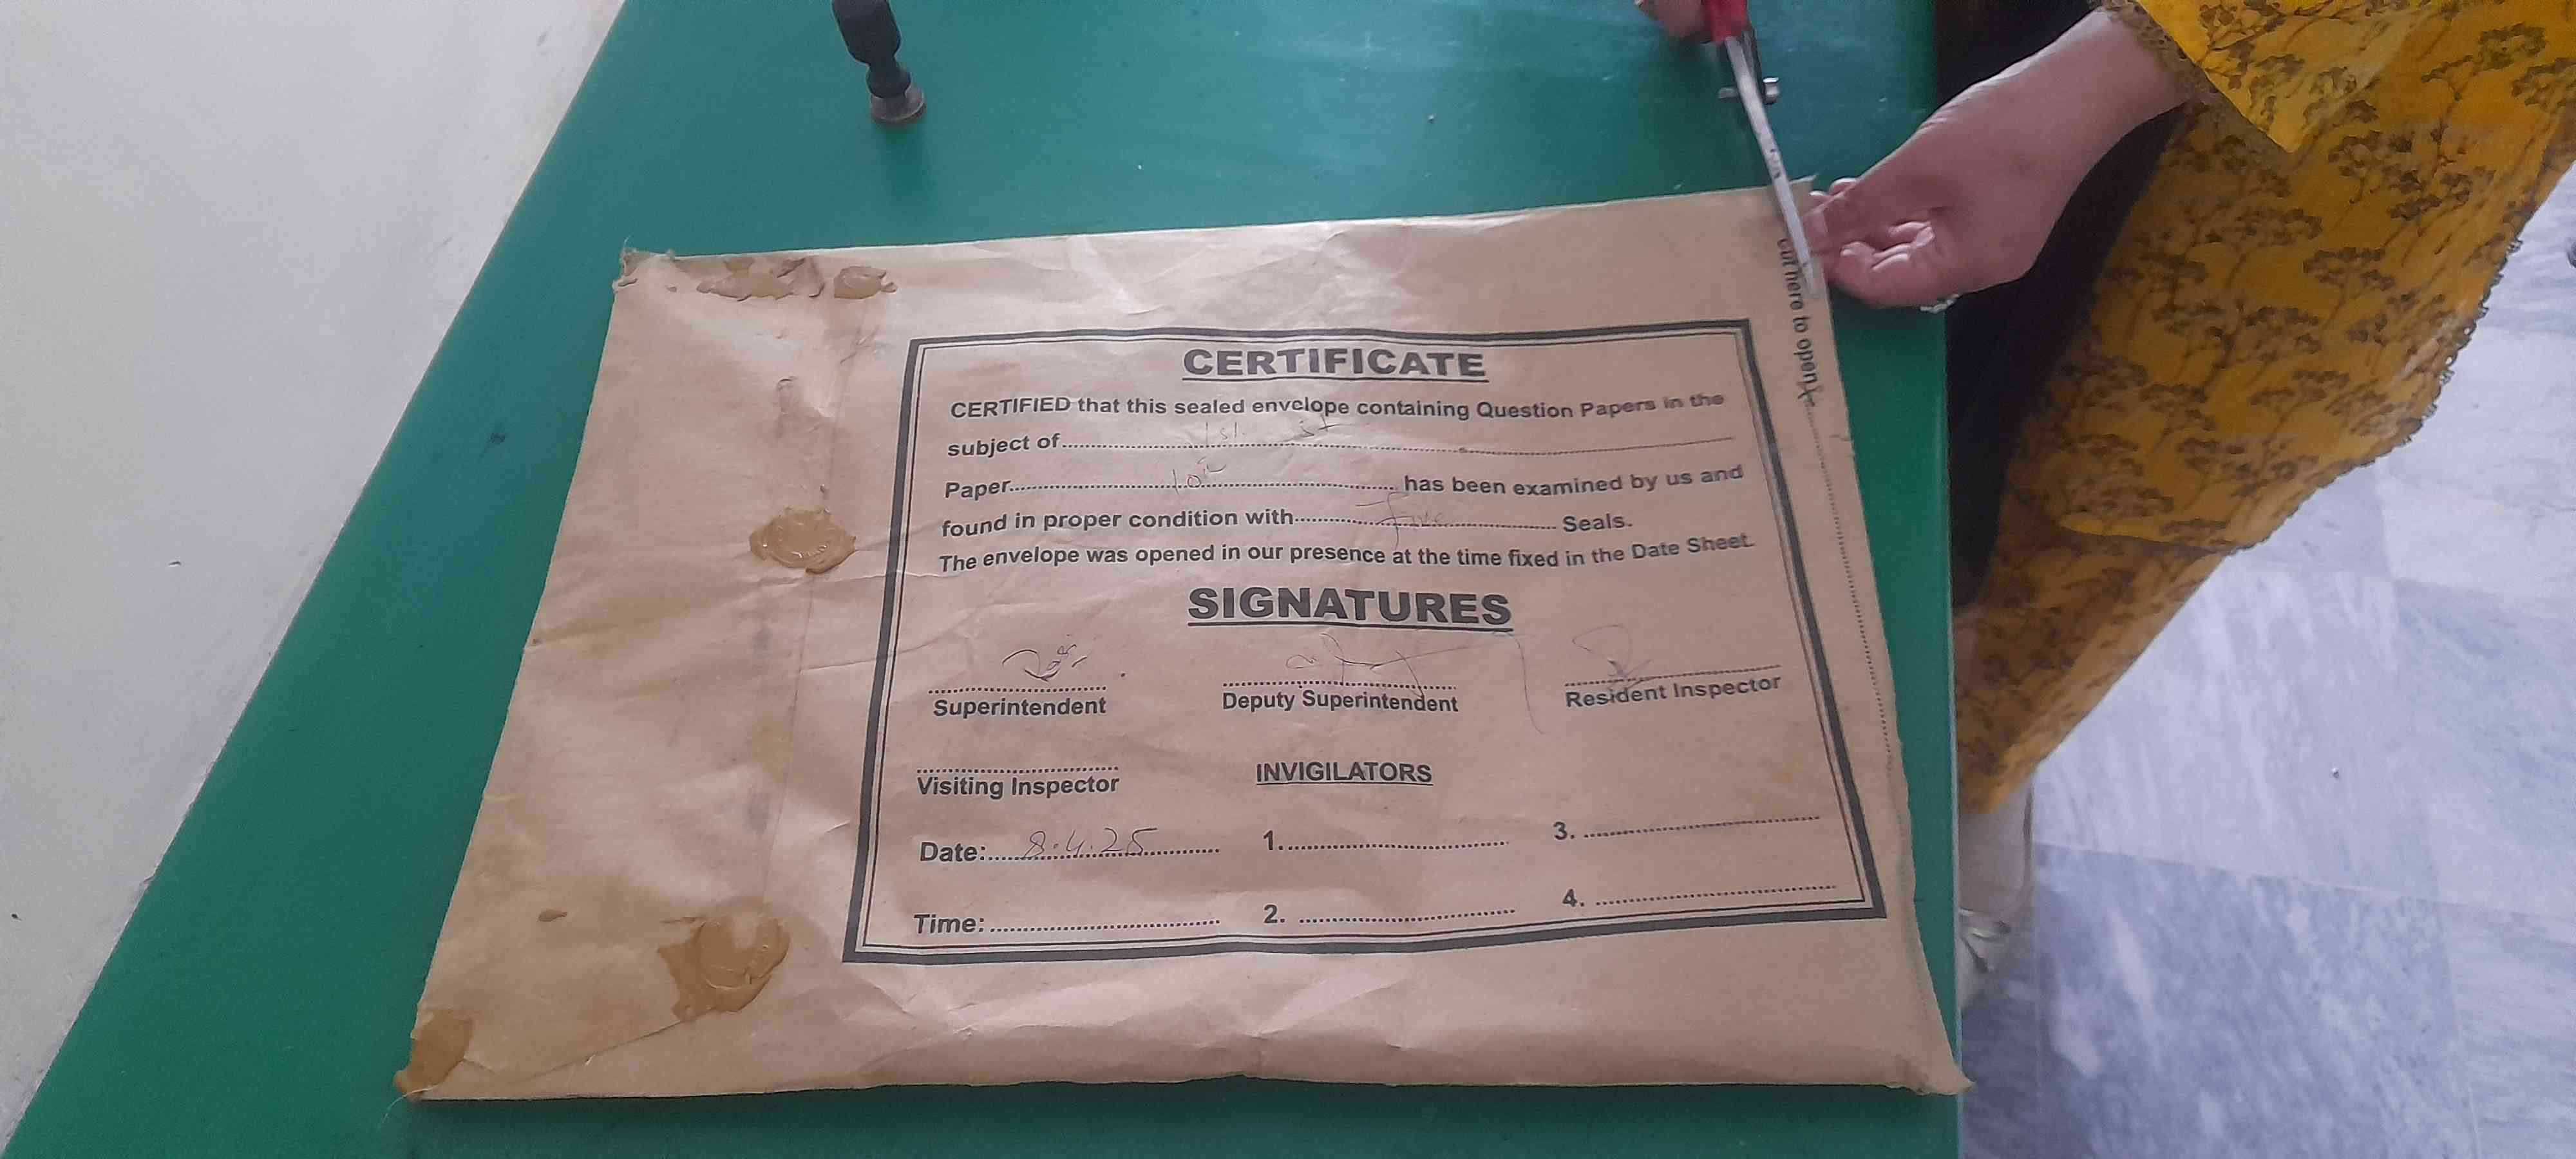 cut here to open
CERTIFICATE
CERTIFIED that this sealed envelope containing Question Papers in the
subject of
Paper 10th has been examined by us and
found in proper condition with Five Seals.
The envelope was opened in our presence at the time fixed in the Date Sheet.
SIGNATURES
Superintendent Deputy Superintendent Resident Inspector
Visiting Inspector INVIGILATORS
Date: 8.4.25 1. 3.
Time: 2. 4.